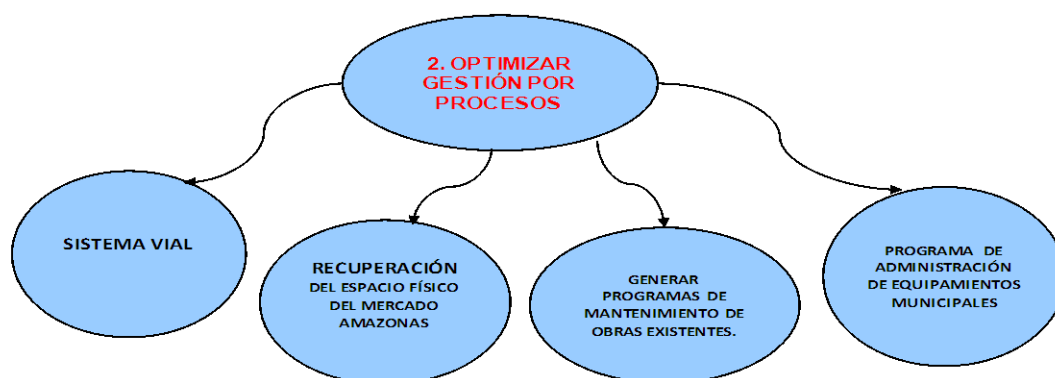 2. OPTIMIZAR
GESTIÓN POR
PROCESOS
SISTEMA VIAL
RECUPERACIÓN
DEL ESPACIO FÍSICO
DEL MERCADO
AMAZONAS
GENERAR
PROGRAMAS DE
MANTENIMIENTO DE
OBRAS EXISTENTES.
PROGRAMA DE
ADMINISTRACIÓN
DE EQUIPAMIENTOS
MUNICIPALES